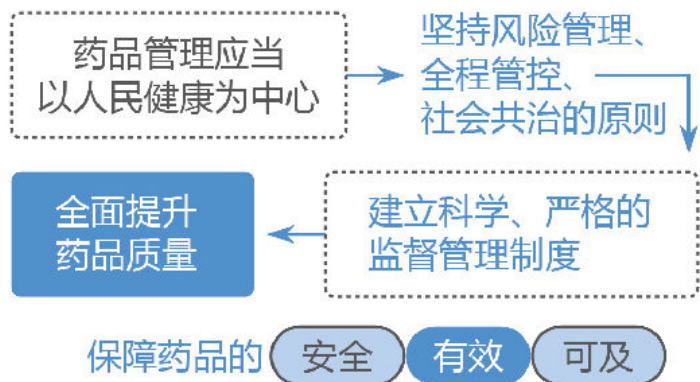 药品管理应当
以人民健康为中心
坚持风险管理、
全程管控、
社会共治的原则
建立科学、严格的
监督管理制度
全面提升
药品质量
保障药品的 安全 有效 可及